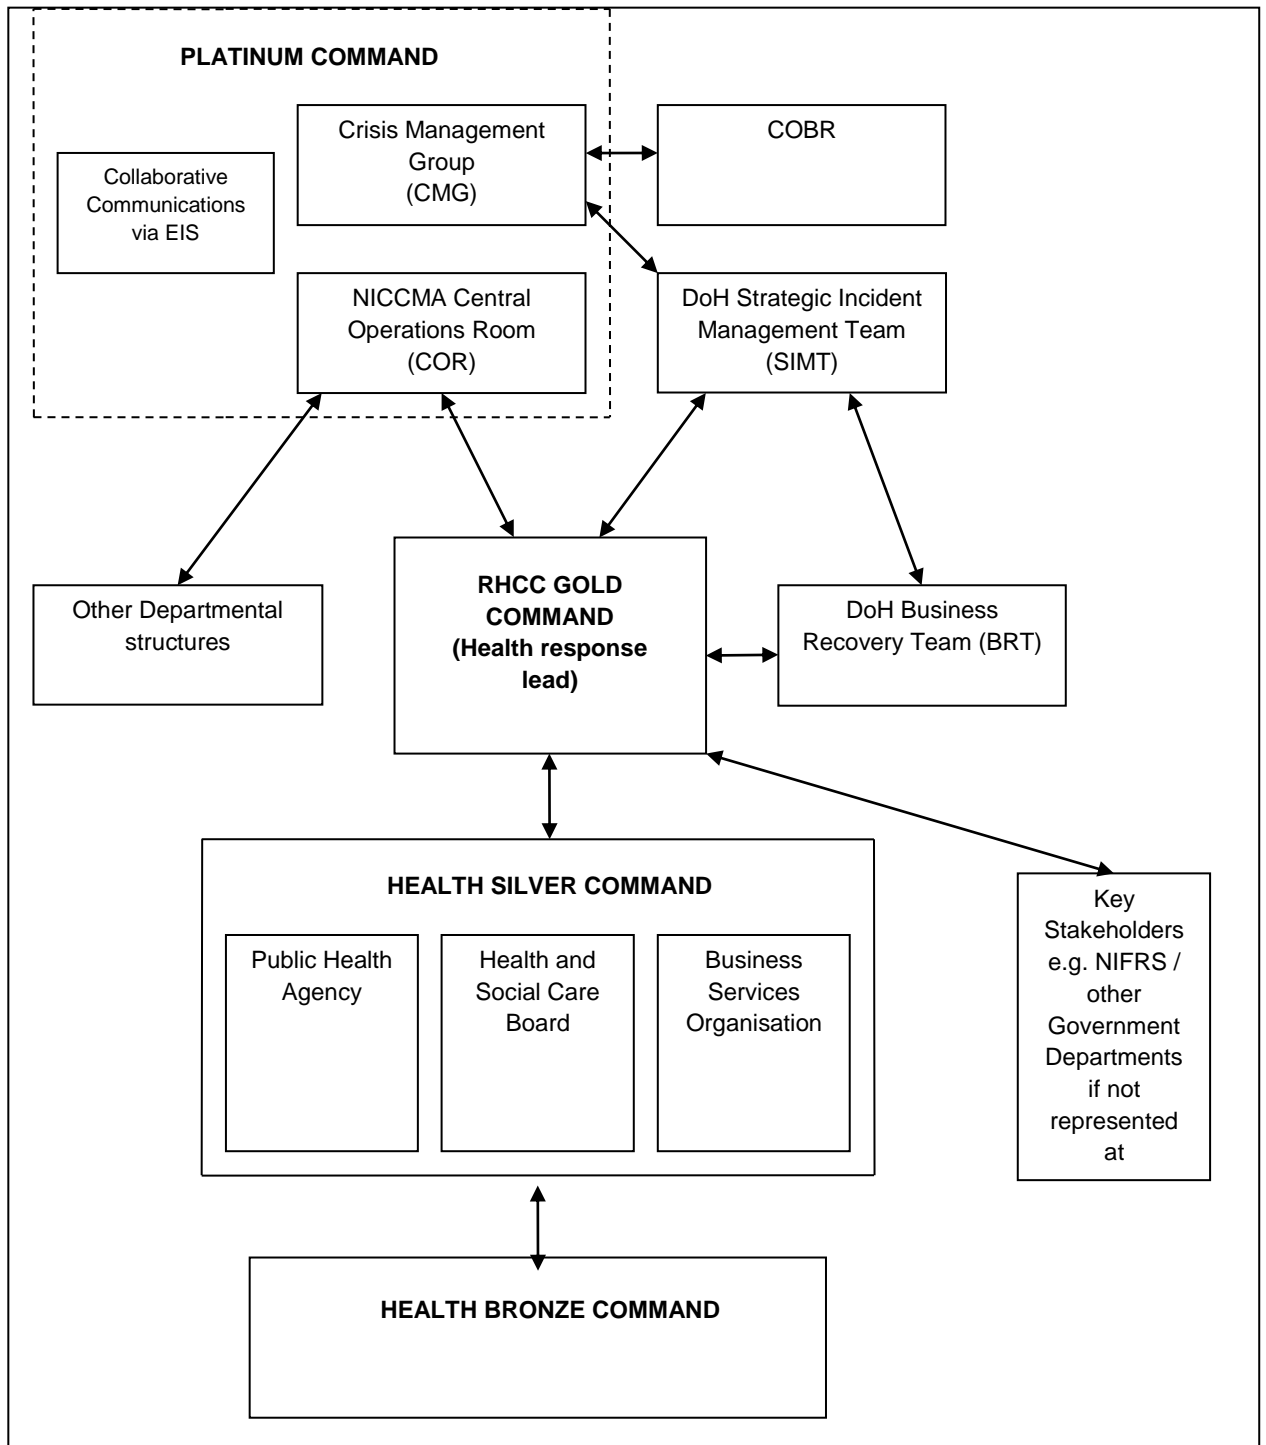 PLATINUM COMMAND
Crisis Management
Group
(CMG)
COBR
Collaborative
Communications
via EIS
NICCMA Central
Operations Room
(COR)
DoH Strategic Incident
Management Team
(SIMT)
RHCC GOLD
COMMAND
(Health response
lead)
Other Departmental
structures
DoH Business
Recovery Team (BRT)
HEALTH SILVER COMMAND
Public Health
Agency
Health and
Social Care
Board
Business
Services
Organisation
Key
Stakeholders
e.g. NIFRS /
other
Government
Departments
if not
represented
at
HEALTH BRONZE COMMAND